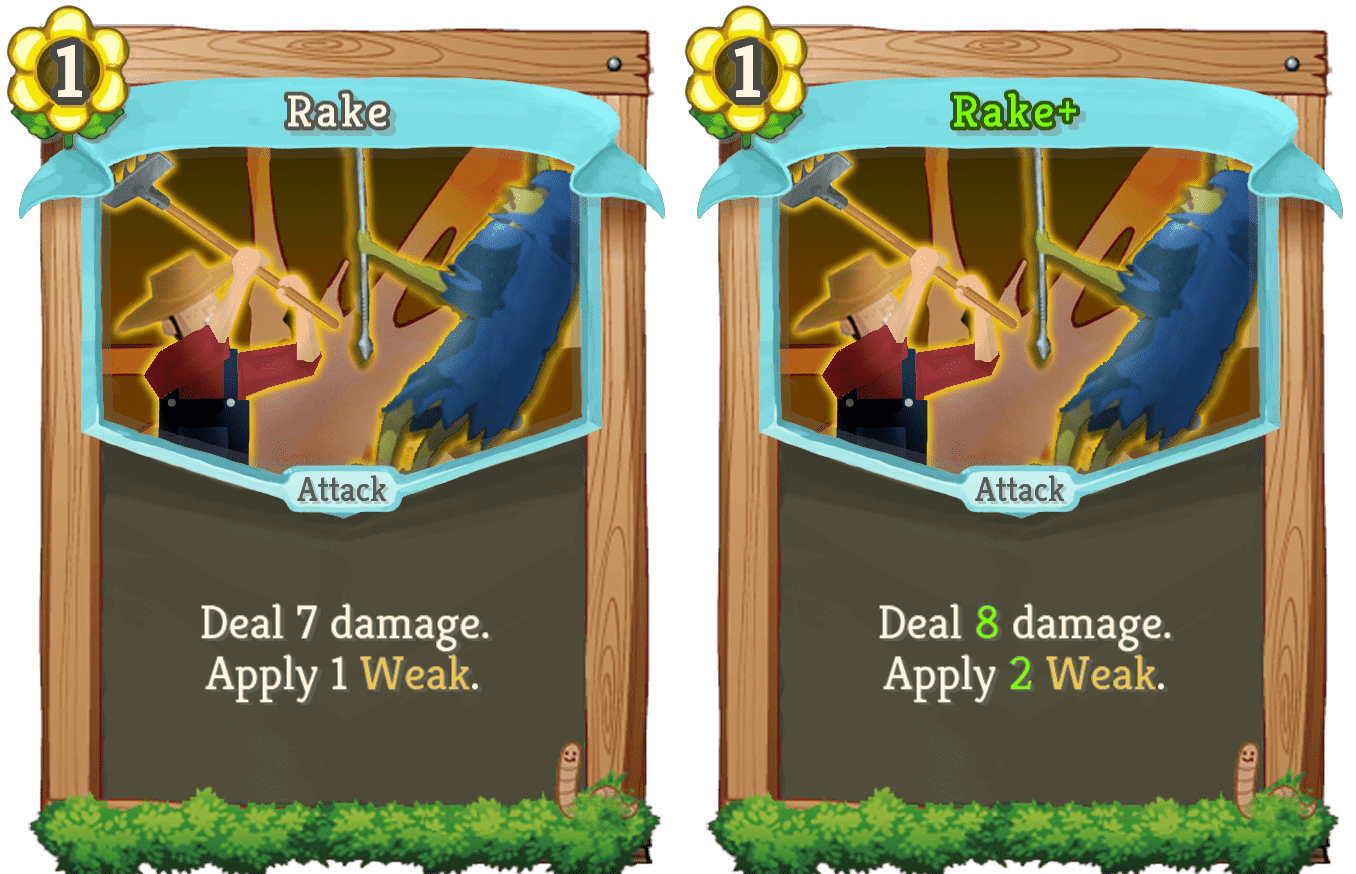 1
Rake
Attack
Deal 7 damage.
Apply 1 Weak.
1
Rake+
Attack
Deal 8 damage.
Apply 2 Weak.